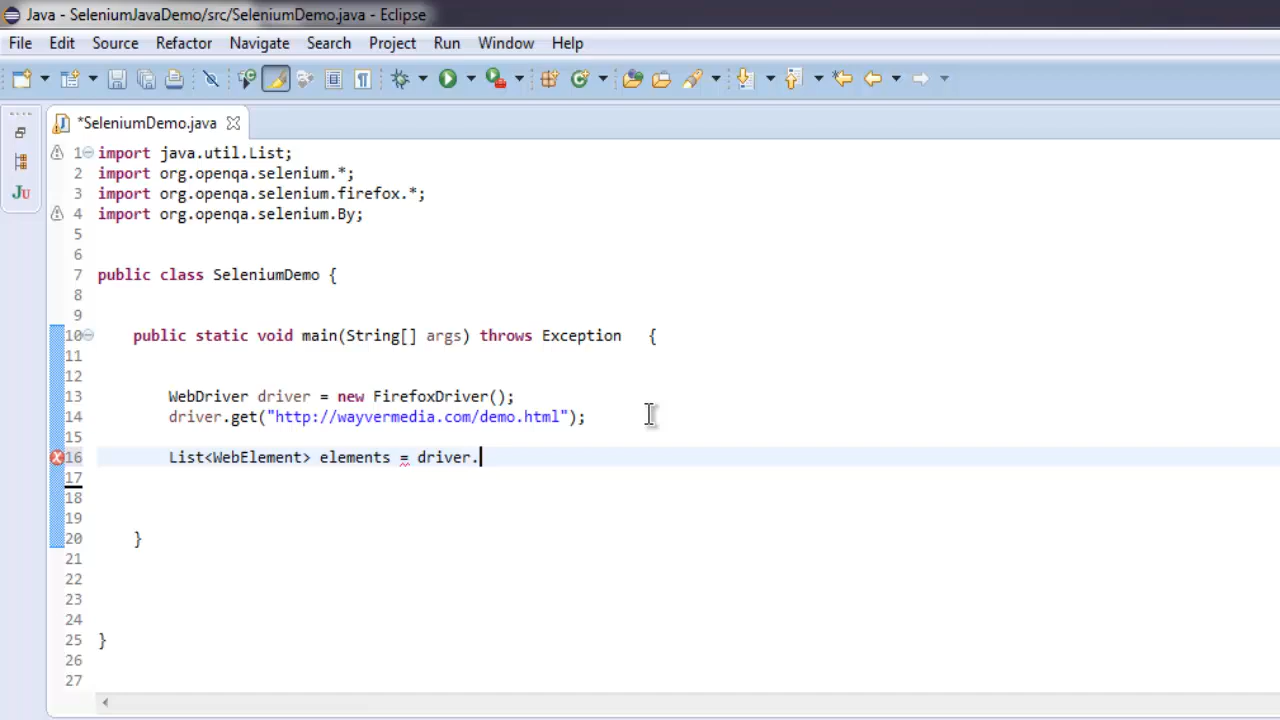 Java - SeleniumJavaDemo/src/SeleniumDemo.java - Eclipse
File Edit Source Refactor Navigate Search Project Run Window Help
*SeleniumDemo.java
JU
1 import java.util.List;
2 import org.openqa.selenium.*;
3 import org.openqa.selenium.firefox.*;
4 import org.openqa.selenium.By;
5
6
7 public class SeleniumDemo {
8
9
10 public static void main(String[] args) throws Exception {
11
12
13 WebDriver driver = new FirefoxDriver();
14 driver.get("http://wayvermedia.com/demo.html");
15
16 List<WebElement> elements = driver.
17
18
19
20 }
21
22
23
24
25 }
26
27